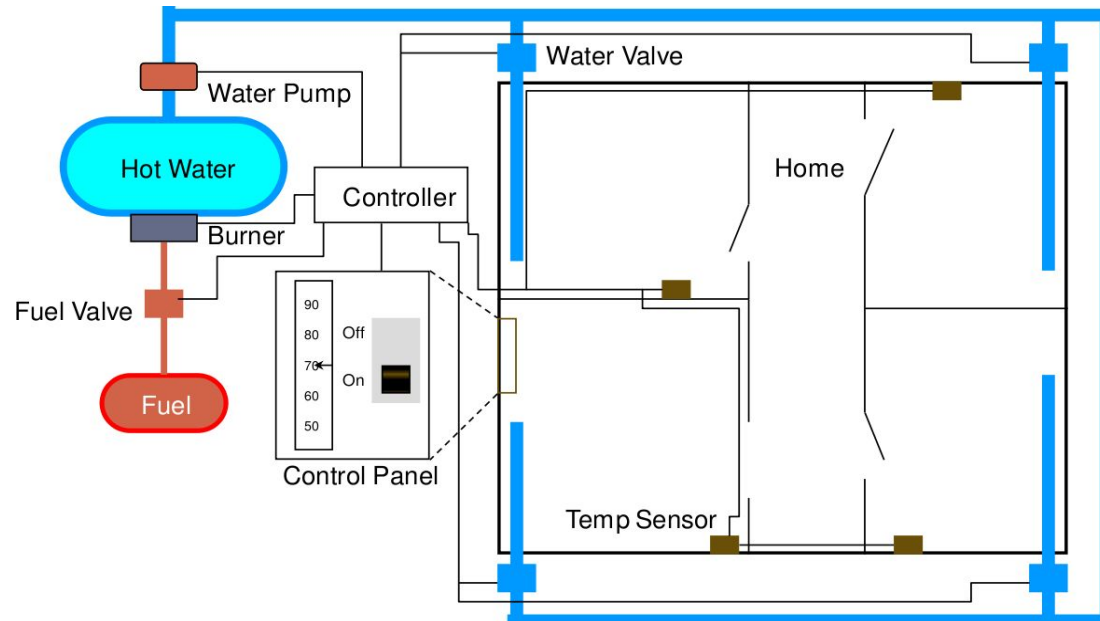 Water Valve
Water Pump
Hot Water
Home
Controller
Burner
Fuel Valve
90
80
Off
70
On
60
50
Fuel
Control Panel
Temp Sensor